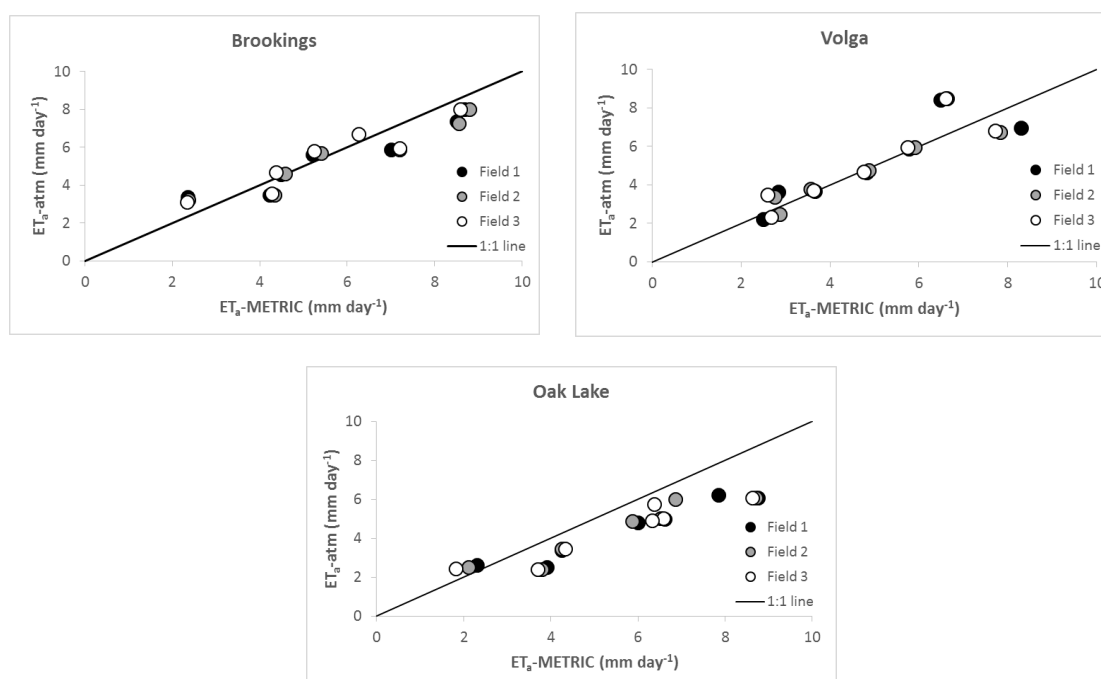 Brookings
10
8
6
4
2
0
0 2 4 6 8 10
ETₐ-atm (mm day⁻¹)
ETₐ-METRIC (mm day⁻¹)
Field 1
Field 2
Field 3
1:1 line
Volga
10
8
6
4
2
0
0 2 4 6 8 10
ETₐ-atm (mm day⁻¹)
ETₐ-METRIC (mm day⁻¹)
Field 1
Field 2
Field 3
1:1 line
Oak Lake
10
8
6
4
2
0
0 2 4 6 8 10
ETₐ-atm (mm day⁻¹)
ETₐ-METRIC (mm day⁻¹)
Field 1
Field 2
Field 3
1:1 line